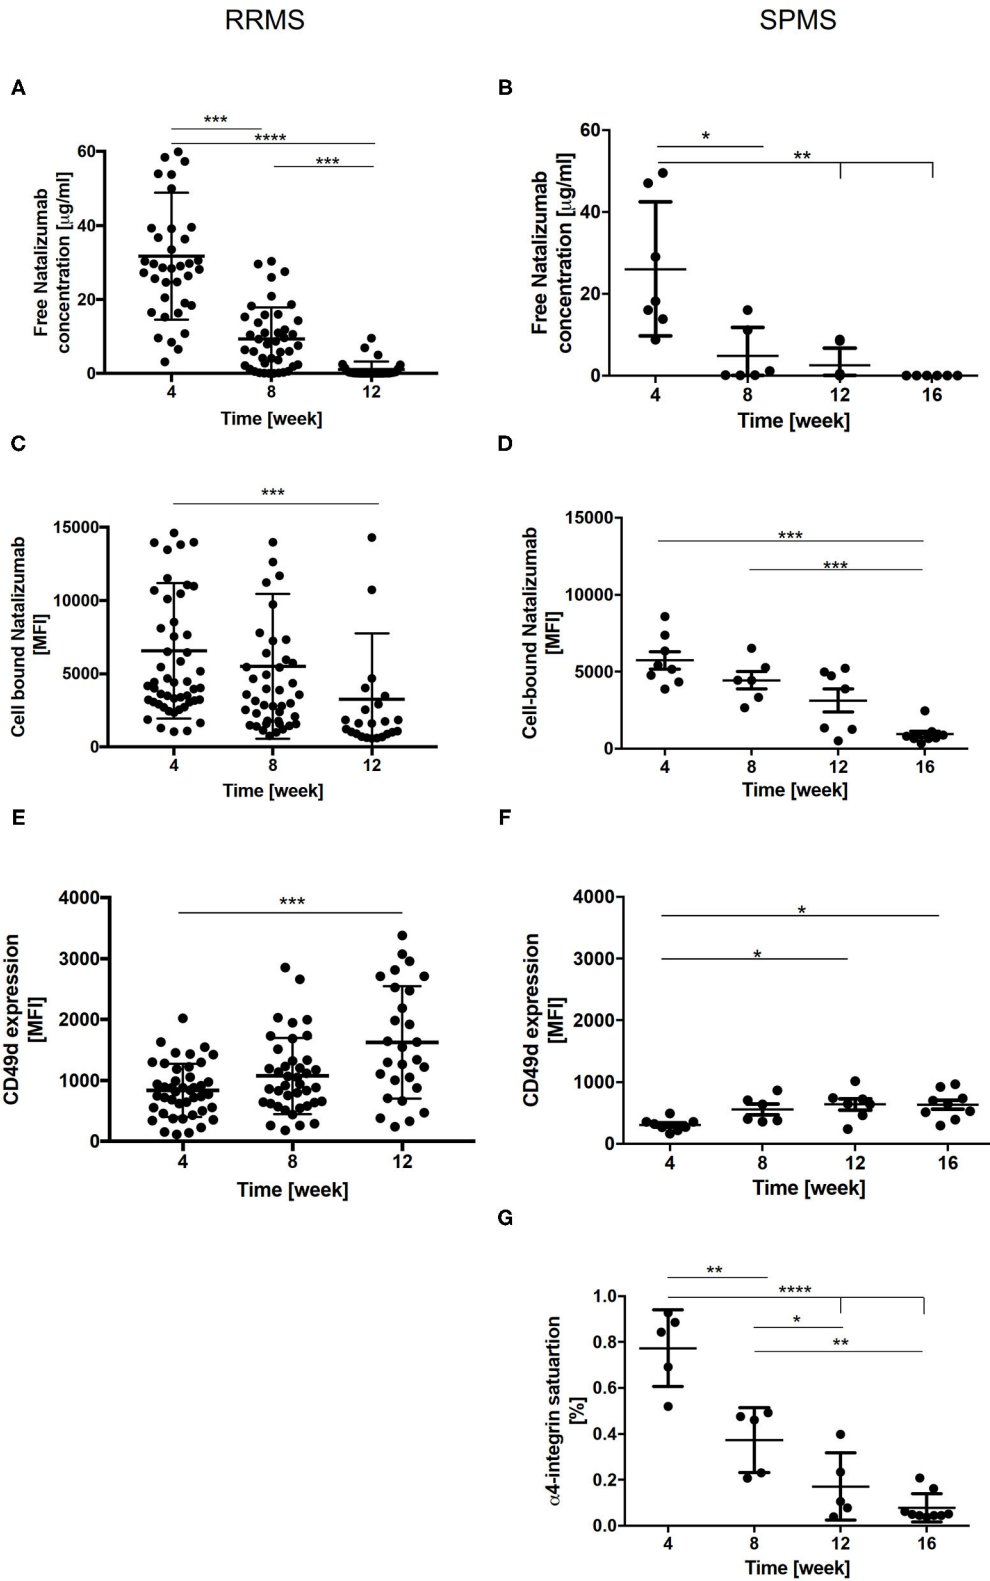 RRMS
SPMS
A
Free Natalizumab
concentration [µg/ml]
60
40
20
0
***
****
***
4 8 12
Time [week]
B
Free Natalizumab
concentration [µg/ml]
60
40
20
0
*
**
4 8 12 16
Time [week]
C
Cell bound Natalizumab
[MFI]
15000
10000
5000
0
***
4 8 12
Time [week]
D
Cell-bound Natalizumab
[MFI]
15000
10000
5000
0
***
***
4 8 12 16
Time [week]
E
CD49d expression
[MFI]
4000
3000
2000
1000
0
***
4 8 12
Time [week]
F
CD49d expression
[MFI]
4000
3000
2000
1000
0
*
*
4 8 12 16
Time [week]
G
α4-integrin satuartion
[%]
1.0
0.8
0.6
0.4
0.2
0.0
**
****
*
**
4 8 12 16
Time [week]